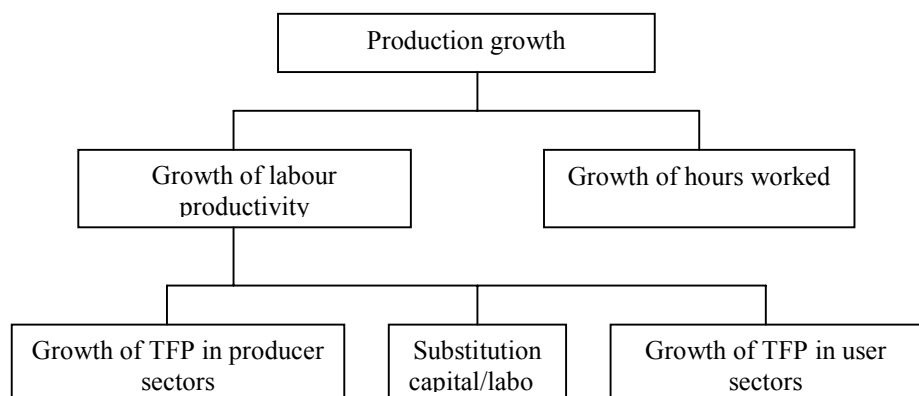 Production growth
Growth of labour
productivity
Growth of hours worked
Growth of TFP in producer
sectors
Substitution
capital/labo
Growth of TFP in user
sectors